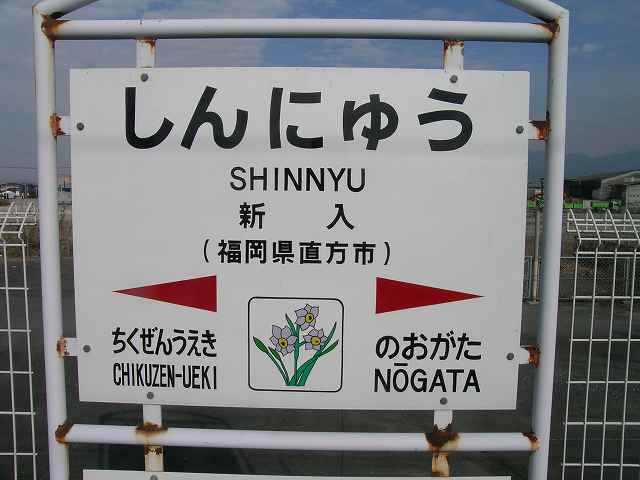 しんにゅう
SHINNYU
新 入
(福岡県直方市)
ちくぜんうえき
CHIKUZEN-UEKI
のおがた
NŌGATA